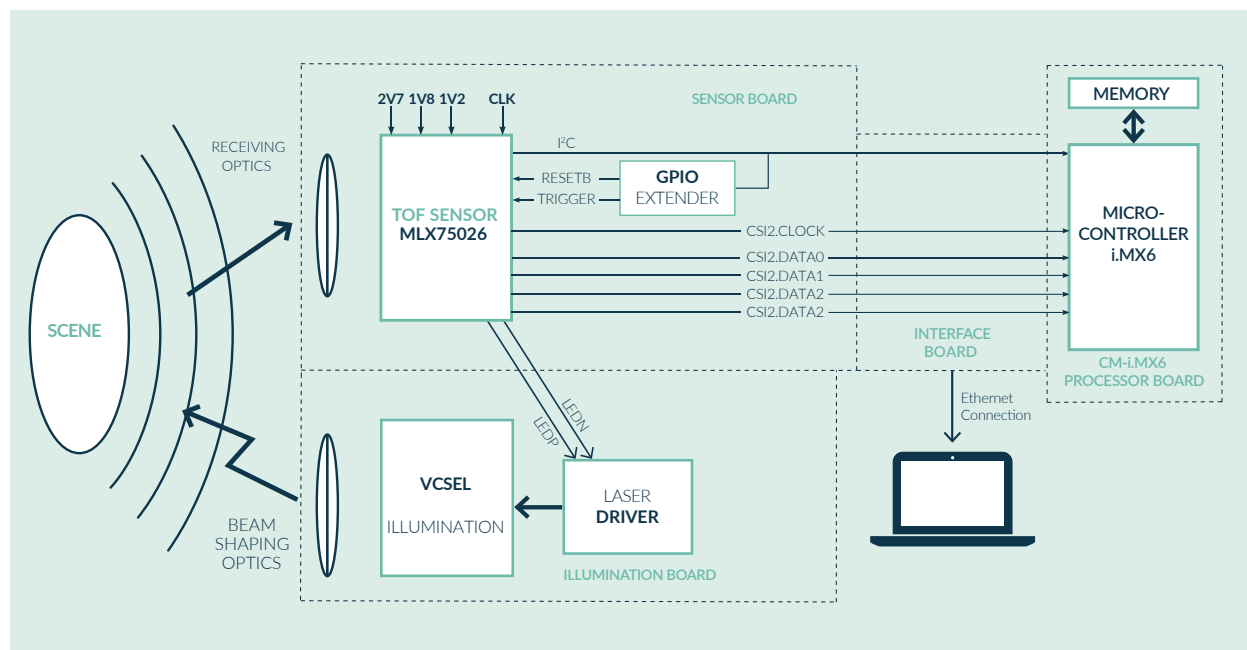 2V7 1V8 1V2 CLK
SENSOR BOARD
MEMORY
RECEIVING
OPTICS
I²C
RESETB
TRIGGER
GPIO
EXTENDER
TOF SENSOR
MLX75026
MICRO-
CONTROLLER
i.MX6
CSI2.CLOCK
CSI2.DATA0
CSI2.DATA1
CSI2.DATA2
CSI2.DATA2
SCENE
INTERFACE
BOARD
CM-i.MX6
PROCESSOR BOARD
Ethernet
Connection
LEDN
LEDP
VCSEL
ILLUMINATION
LASER
DRIVER
BEAM
SHAPING
OPTICS
ILLUMINATION BOARD